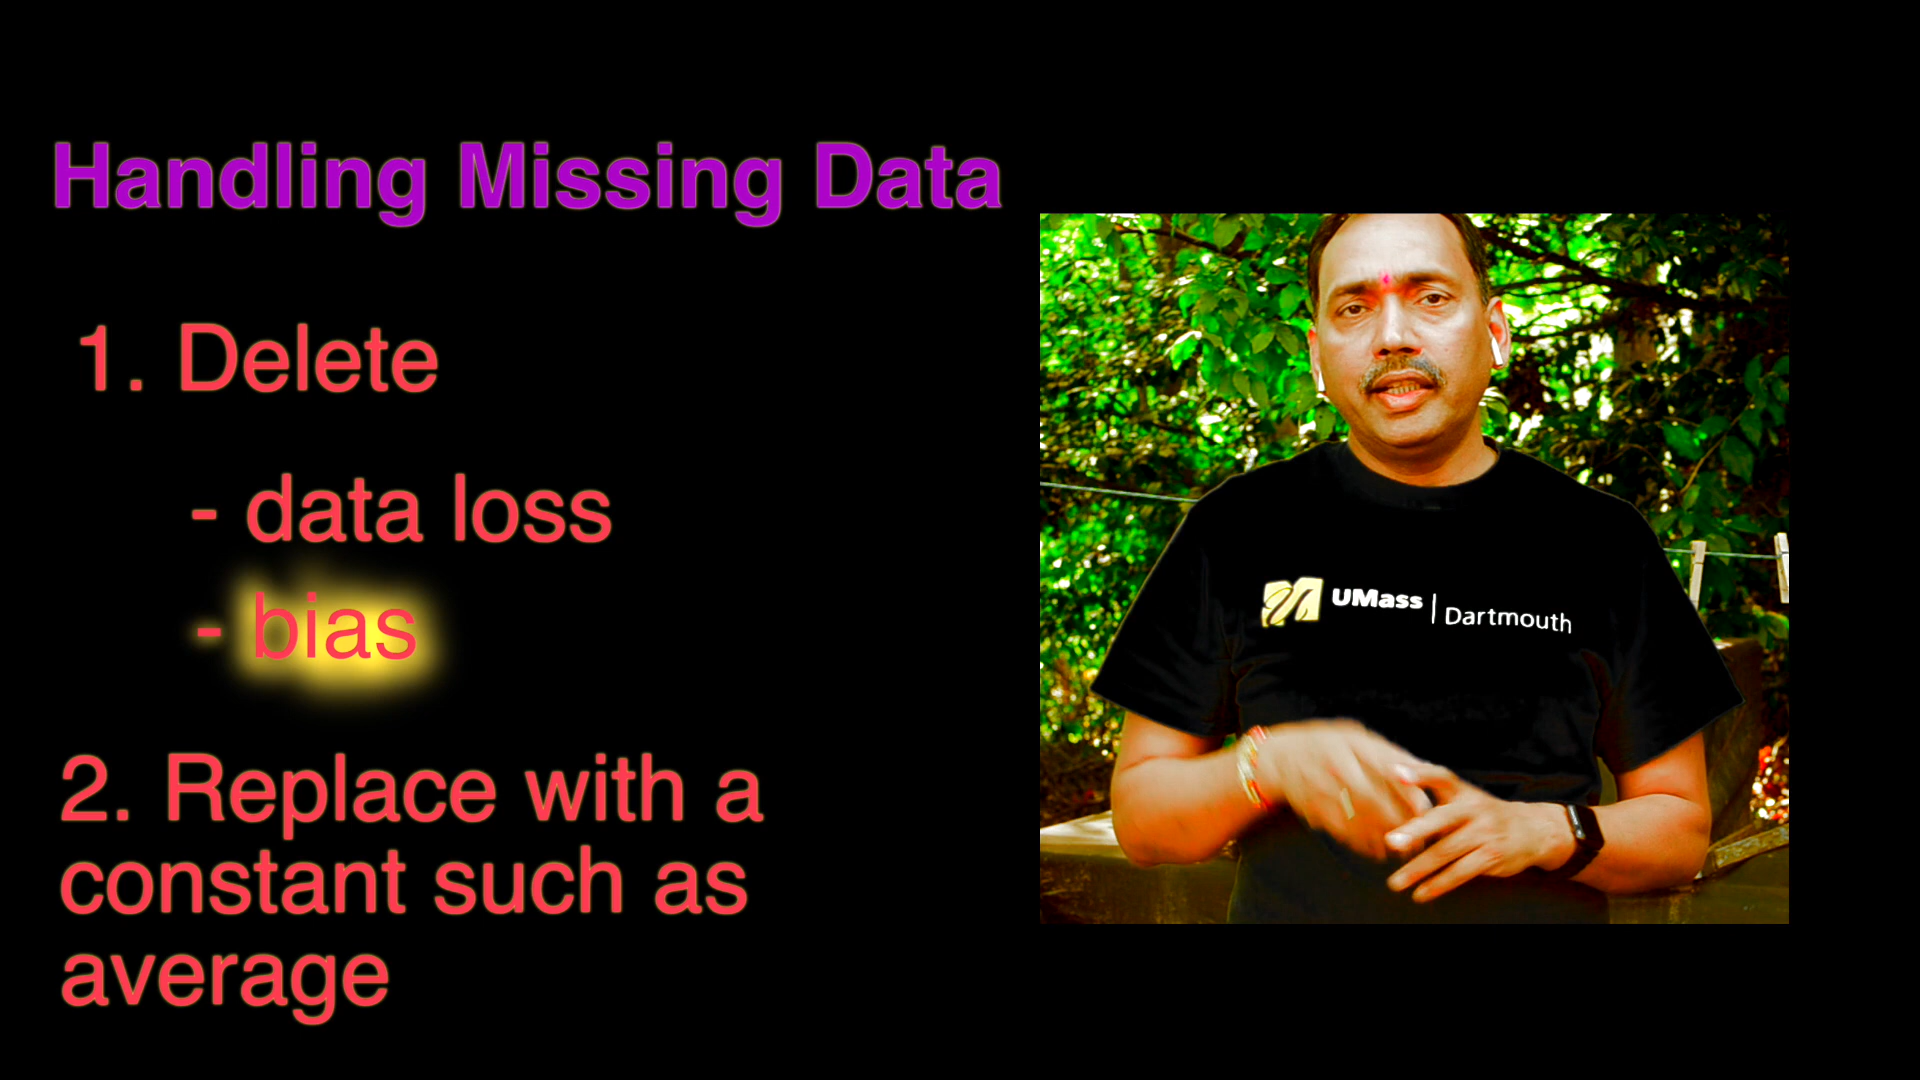 Handling Missing Data
1. Delete
- data loss
- bias
2. Replace with a
constant such as
average
UMass | Dartmouth